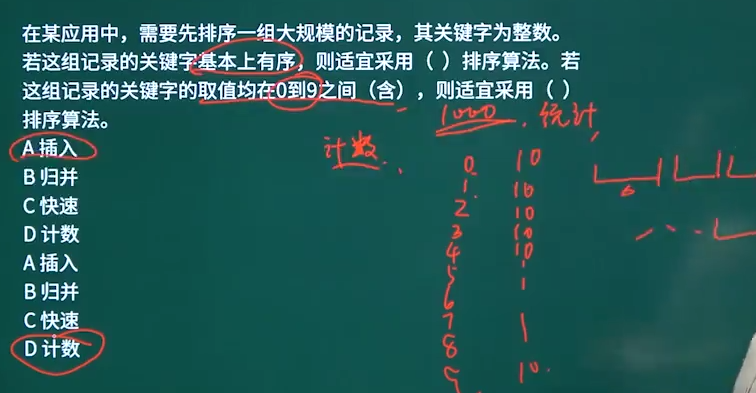 在某应用中，需要先排序一组大规模的记录，其关键字为整数。
若这组记录的关键字基本上有序，则适宜采用（ ）排序算法。若
这组记录的关键字的取值均在0到9之间（含），则适宜采用（ ）
排序算法。
A 插入
B 归并
C 快速
D 计数
A 插入
B 归并
C 快速
D 计数
1000 . 统计
计数
0 10
1 10
2 10
3 10
4 10
5
6
7
8
9 10